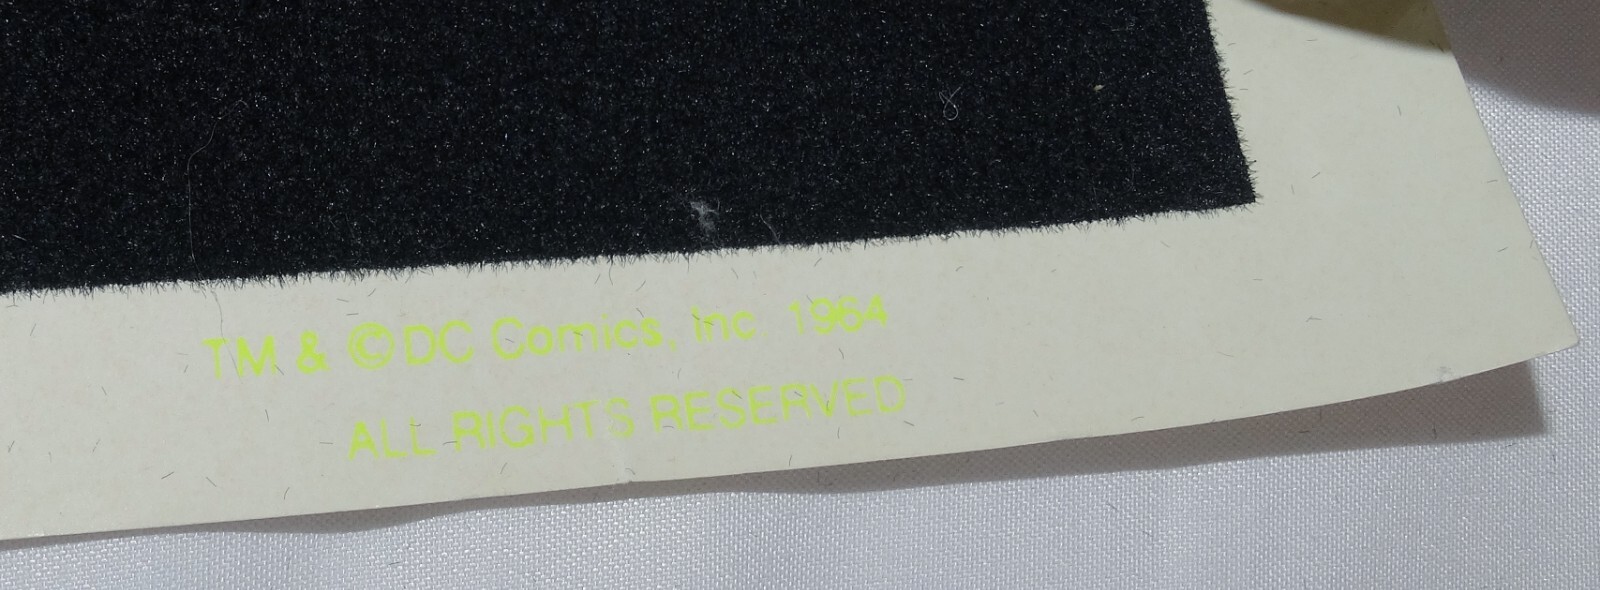 TM & © DC Comics, Inc. 1964
ALL RIGHTS RESERVED